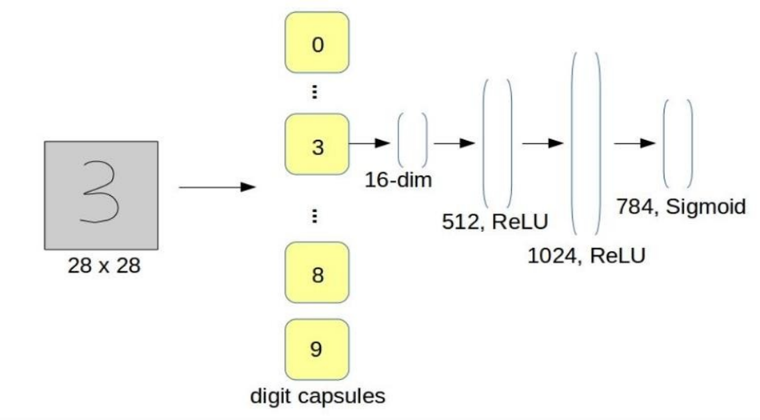 0
...
3
3
28 x 28
16-dim
512, ReLU
1024, ReLU
784, Sigmoid
...
8
9
digit capsules